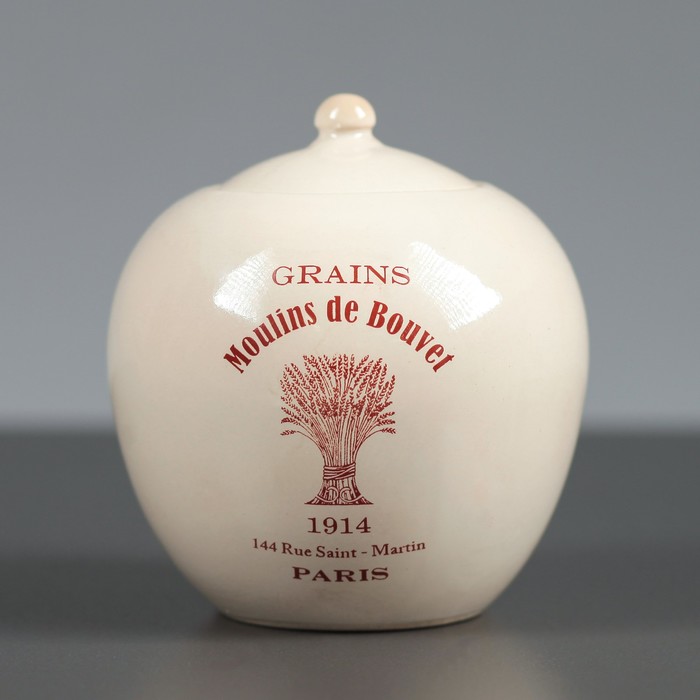 GRAINS
Moulins de Bouvet
1914
144 Rue Saint - Martin
PARIS